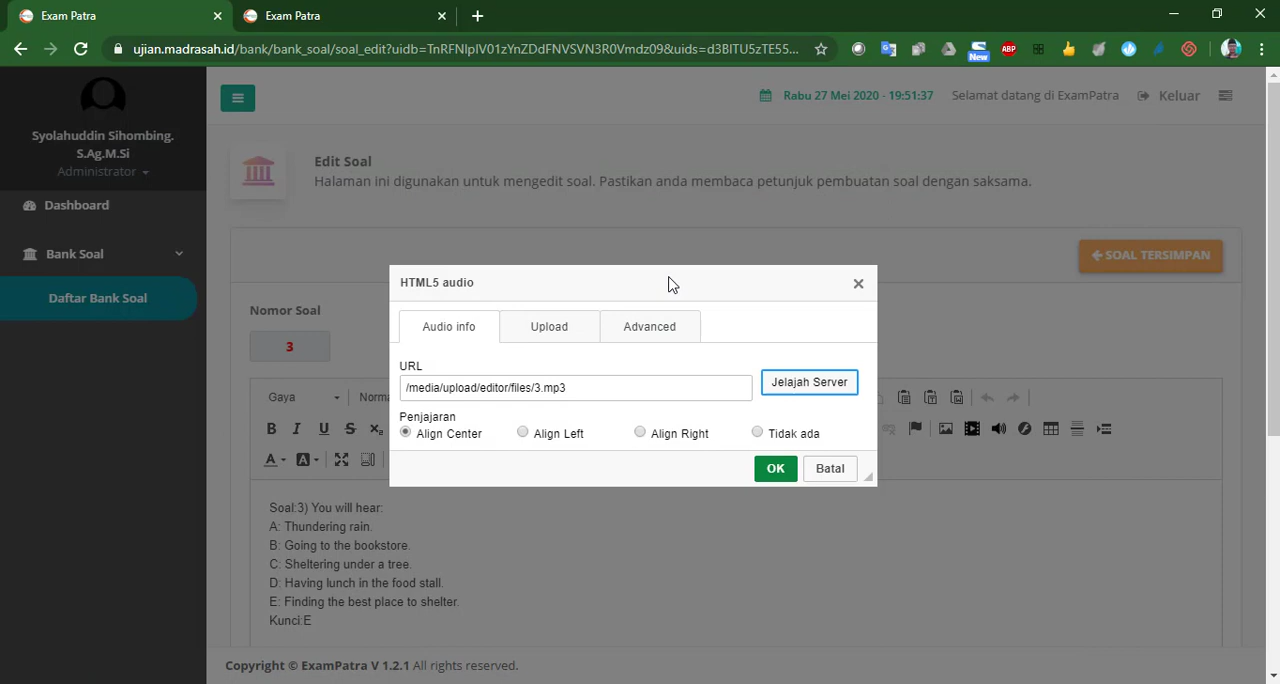 Exam Patra
Exam Patra
ujian.madrasah.id/bank/bank_soal/soal_edit?uidb=TnRFNlplV01zYnZDdFNVSVN3R0Vmdz09&uids=d3BlTU5zTE55...
ABP
New
Syolahuddin Sihombing.
S.Ag.M.Si
Administrator
Dashboard
Bank Soal
Daftar Bank Soal
Rabu 27 Mei 2020 - 19:51:37
Selamat datang di ExamPatra
Keluar
Edit Soal
Halaman ini digunakan untuk mengedit soal. Pastikan anda membaca petunjuk pembuatan soal dengan saksama.
SOAL TERSIMPAN
Nomor Soal
3
HTML5 audio
Audio info
Upload
Advanced
URL
/media/upload/editor/files/3.mp3
Jelajah Server
Penjajaran
Align Center
Align Left
Align Right
Tidak ada
OK
Batal
Gaya
Norma
Soal:3) You will hear:
A: Thundering rain.
B: Going to the bookstore.
C: Sheltering under a tree.
D: Having lunch in the food stall.
E: Finding the best place to shelter.
Kunci:E
Copyright © ExamPatra V 1.2.1 All rights reserved.